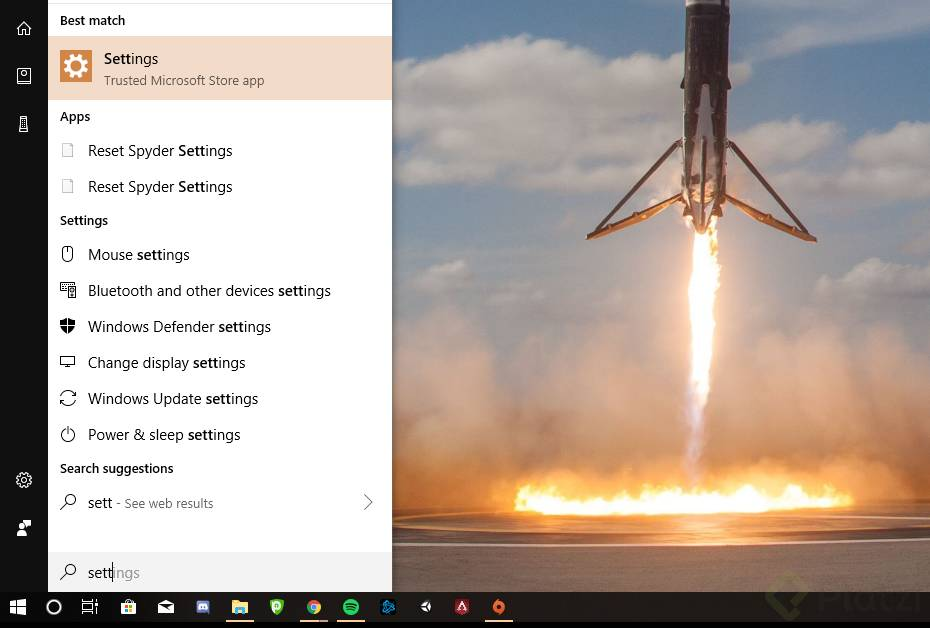 Best match
Settings
Trusted Microsoft Store app
Apps
Reset Spyder Settings
Reset Spyder Settings
Settings
Mouse settings
Bluetooth and other devices settings
Windows Defender settings
Change display settings
Windows Update settings
Power & sleep settings
Search suggestions
sett - See web results
settings
Platzi